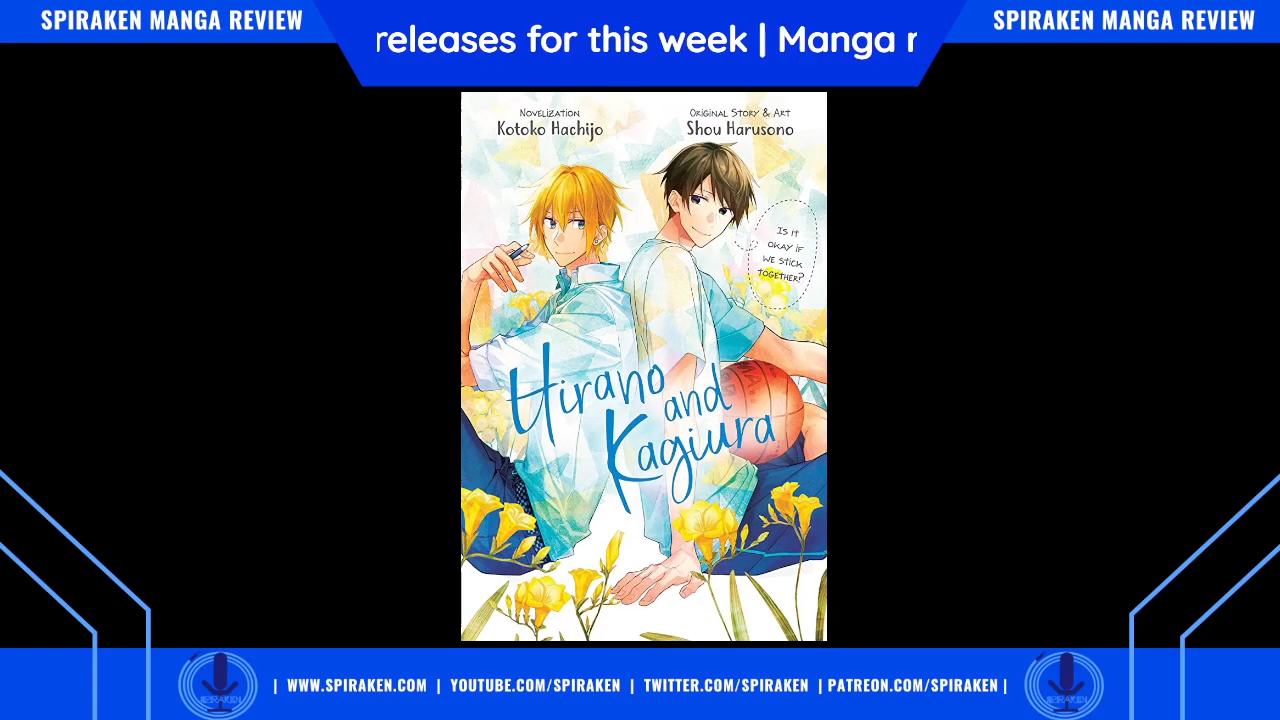 SPIRAKEN MANGA REVIEW
releases for this week | Manga r
SPIRAKEN MANGA REVIEW
Novelization
Kotoko Hachijo
Original Story & Art
Shou Harusono
Is it
okay if
we stick
together?
Hirano
and
Kagiura
SPIRAKEN
| WWW.SPIRAKEN.COM | YOUTUBE.COM/SPIRAKEN | TWITTER.COM/SPIRAKEN | PATREON.COM/SPIRAKEN |
SPIRAKEN